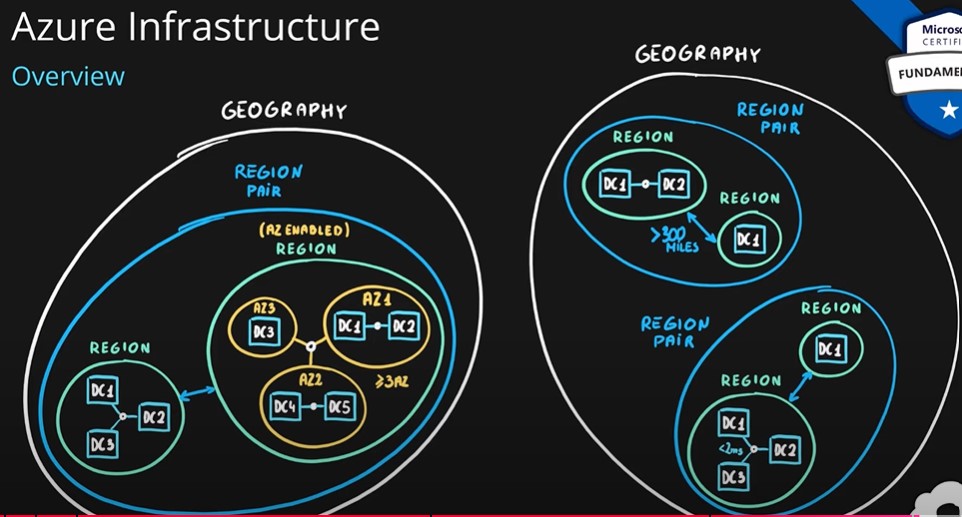 Azure Infrastructure
Overview
GEOGRAPHY
REGION
PAIR
(AZ ENABLED)
REGION
AZ3
DC3
AZ1
DC1
DC2
AZ2
DC4
DC5
≥3AZ
REGION
DC1
DC2
DC3
GEOGRAPHY
REGION
PAIR
REGION
DC1
DC2
REGION
DC1
>300
MILES
REGION
PAIR
REGION
DC1
REGION
DC1
<2ms
DC2
DC3
Micros
CERTIFI
FUNDAME